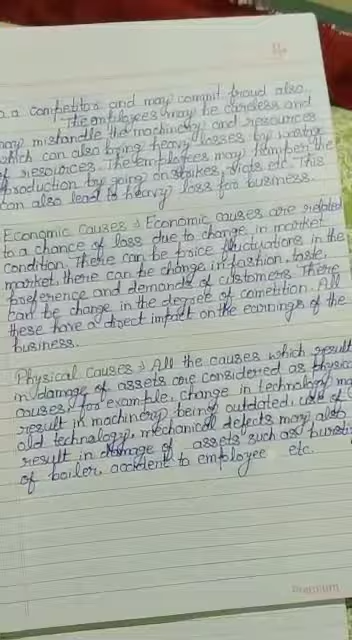 a competitor and may commit froud also.
The employees may be careless and
may mishandle the machinery and resources
which can also bring heavy losses by
of resources. The employees may hamper the
production by going on strikes, riots etc. This
can also lead to heavy loss for business.
Economic Causes → Economic causes are related
to a chance of loss due to change in market
condition. There can be price fluctuations in the
market, there can be change in fashion, taste,
preference and demands of customers. There
can be change in the degree of cometition. All
these have a direct impact on the earnings of the
business.
Physical Causes → All the causes which result
in damage of assets are considered as physical
causes, for example, change in technology may
result in machinery being outdated, use of
old technology, mechanical defects may also
result in damage of assets such as
of boiler, accident to employee etc.